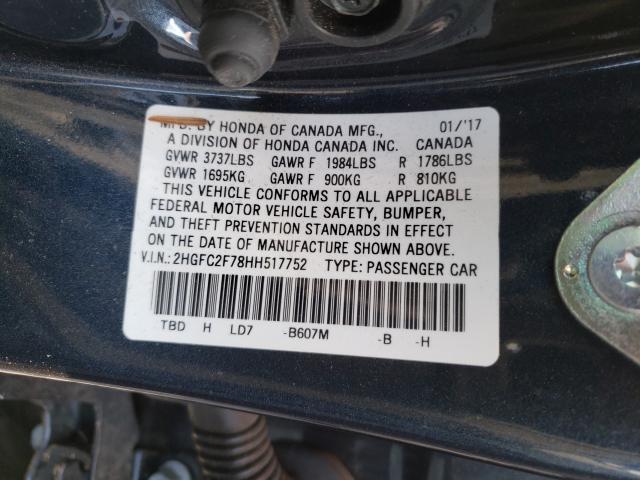 MFD. BY HONDA OF CANADA MFG., 01/'17
A DIVISION OF HONDA CANADA INC. CANADA
GVWR 3737LBS GAWR F 1984LBS R 1786LBS
GVWR 1695KG GAWR F 900KG R 810KG
THIS VEHICLE CONFORMS TO ALL APPLICABLE
FEDERAL MOTOR VEHICLE SAFETY, BUMPER,
AND THEFT PREVENTION STANDARDS IN EFFECT
ON THE DATE OF MANUFACTURE SHOWN ABOVE.
V.I.N.: 2HGFC2F78HH517752 TYPE: PASSENGER CAR
TBD H LD7 -B607M -B -H